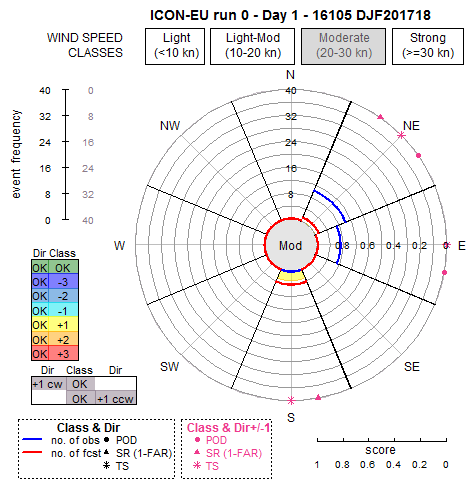 ICON-EU run 0 - Day 1 - 16105 DJF201718
WIND SPEED CLASSES
Light (<10 kn)
Light-Mod (10-20 kn)
Moderate (20-30 kn)
Strong (>=30 kn)
event frequency
40 0
32 8
24 16
16 24
8 32
0 40
N
NE
E
SE
S
SW
W
NW
40
32
24
16
8
Mod
0.8 0.6 0.4 0.2 0
Dir Class
OK OK
OK -3
OK -2
OK -1
OK +1
OK +2
OK +3
Dir Class Dir
+1 cw OK
OK +1 ccw
Class & Dir
no. of obs POD
no. of fcst SR (1-FAR)
TS
Class & Dir+/-1
POD
SR (1-FAR)
TS
score
1 0.8 0.6 0.4 0.2 0